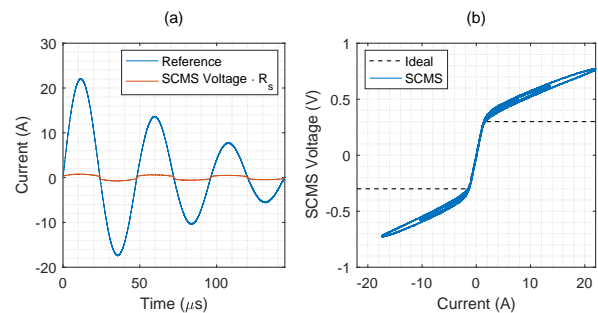 (a)
30
20
10
0
-10
-20
0
50
100
Current (A)
Time (μs)
Reference
SCMS Voltage · R_s
(b)
1
0.5
0
-0.5
-1
-20
-10
0
10
20
SCMS Voltage (V)
Current (A)
Ideal
SCMS